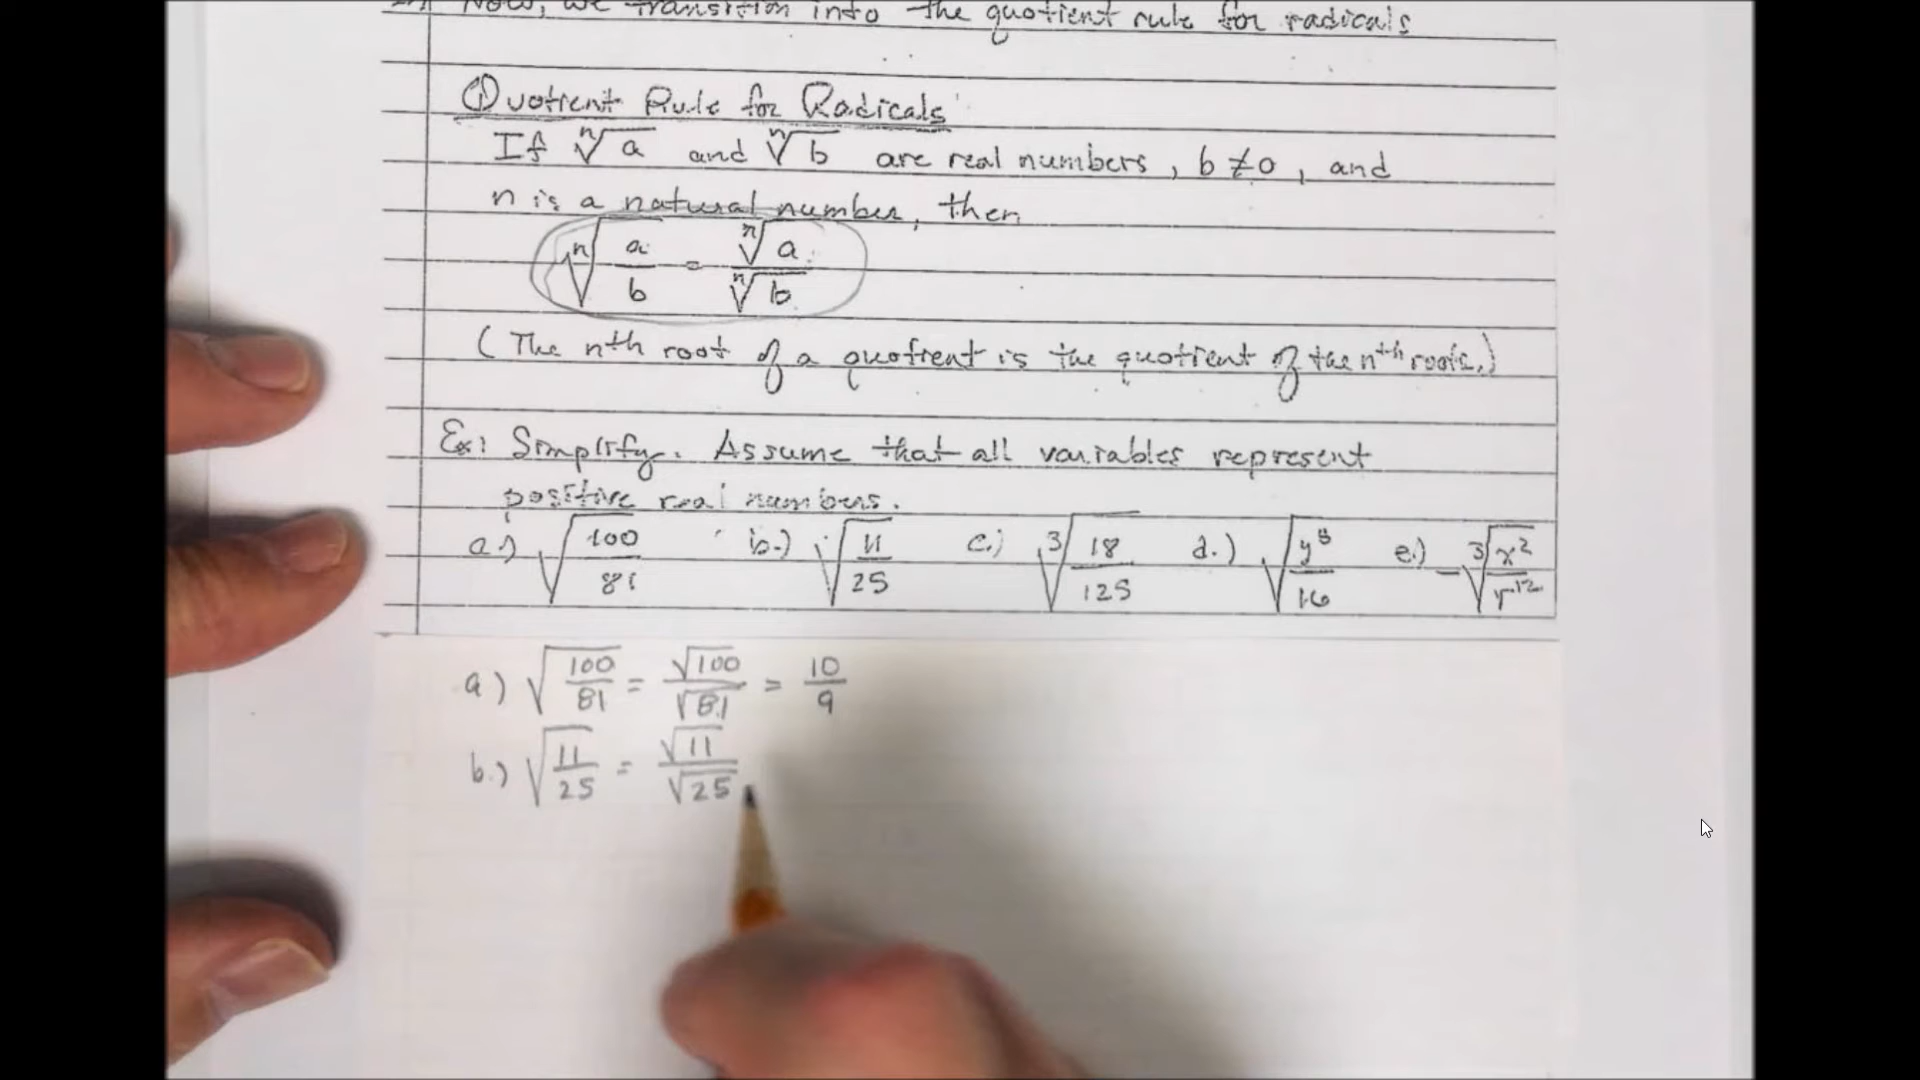 Now, we transition into the quotient rule for radicals
Quotient Rule for Radicals
If ⁿ√a and ⁿ√b are real numbers, b ≠ 0, and
n is a natural number, then
ⁿ√(a/b) = ⁿ√a / ⁿ√b
(The nth root of a quotient is the quotient of the nᵗʰ roots.)
Ex: Simplify. Assume that all variables represent
positive real numbers.
a.) √(100/81) b.) √(11/25) c.) ³√(18/125) d.) √(y⁸/16) e.) -³√(x²/r¹²)
a) √(100/81) = √100/√81 = 10/9
b.) √(11/25) = √11/√25